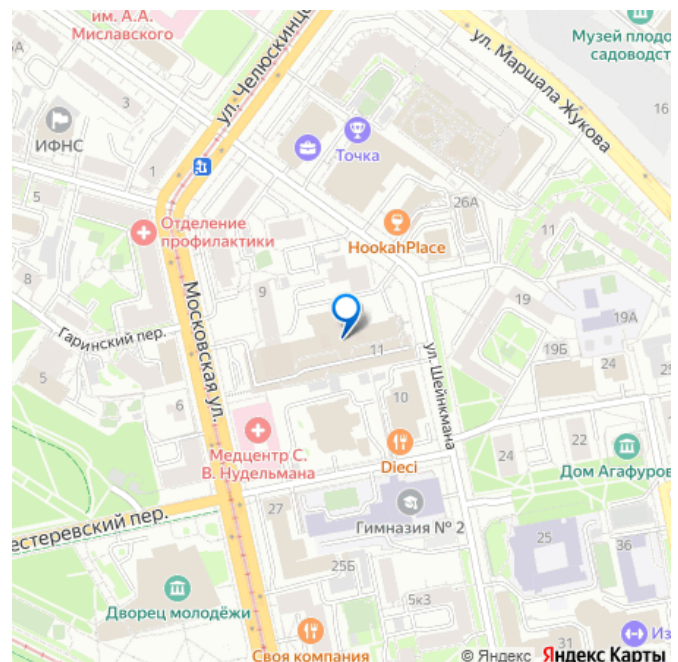 им. А.А.
Миславского
ул. Челюскинцев
Музей плодо
садоводст
ул. Маршала Жукова
3
16
ИФНС
Точка
1
5
Отделение
профилактики
26А
HookahPlace
11
8
9
19
19А
Гаринский пер.
Московская ул.
ул. Шейнкмана
11
19Б
24
25
5
6
10
Медцентр С.
В. Нудельмана
Dieci
24
22
Дом Агафуров
естеревский пер.
27
Гимназия № 2
25
36
25Б
Дворец молодёжи
5к3
Своя компания
31
Из
© Яндекс Яндекс Карты